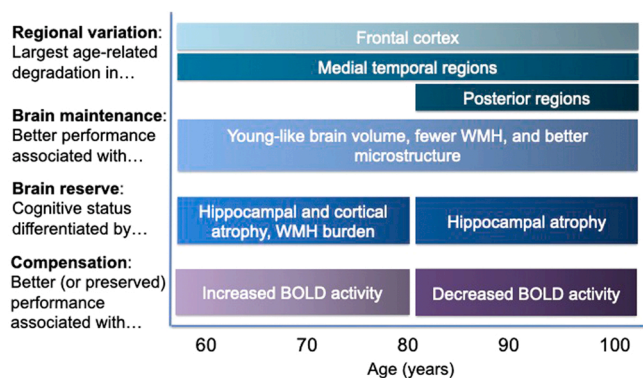 Regional variation:
Largest age-related
degradation in…
Frontal cortex
Medial temporal regions
Posterior regions
Brain maintenance:
Better performance
associated with…
Young-like brain volume, fewer WMH, and better
microstructure
Brain reserve:
Cognitive status
differentiated by…
Hippocampal and cortical
atrophy, WMH burden
Hippocampal atrophy
Compensation:
Better (or preserved)
performance
associated with…
Increased BOLD activity
Decreased BOLD activity
60 70 80 90 100
Age (years)